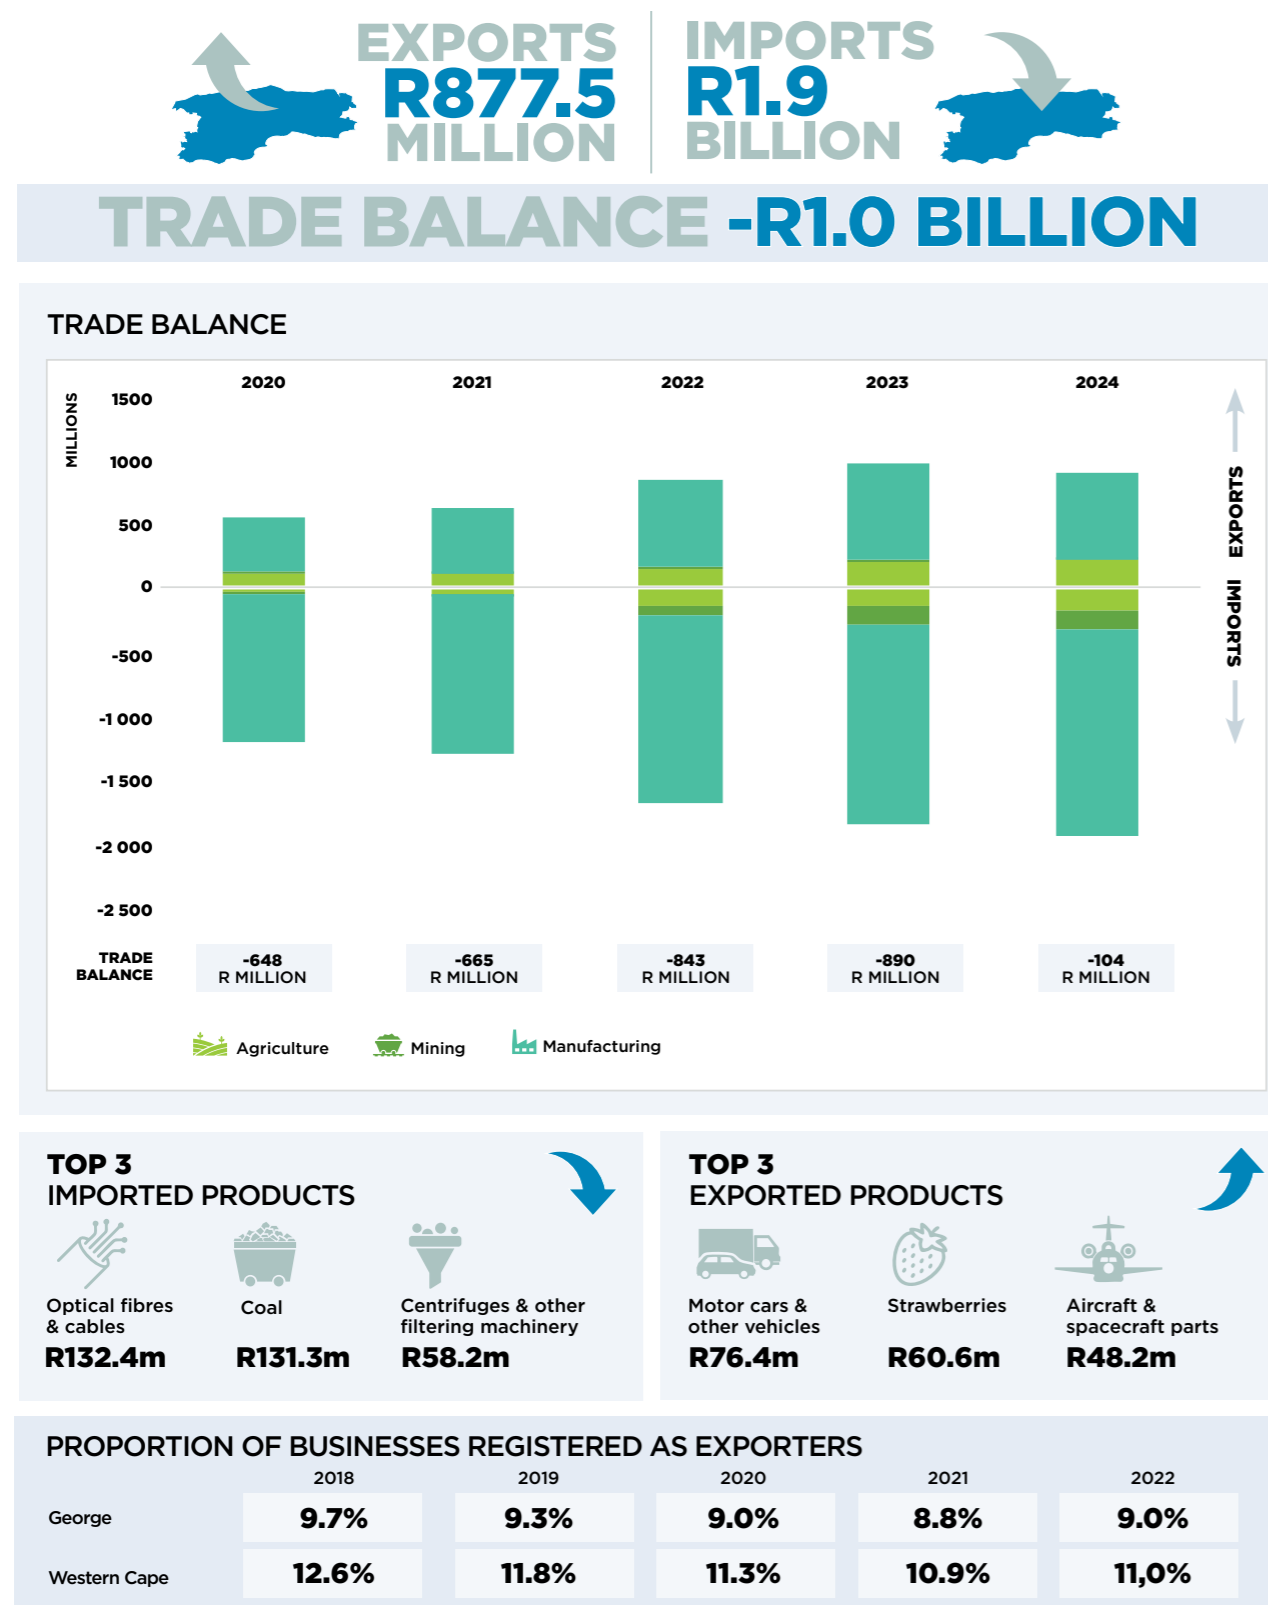 EXPORTS
R877.5
MILLION
IMPORTS
R1.9
BILLION
TRADE BALANCE -R1.0 BILLION
TRADE BALANCE
2020 2021 2022 2023 2024
MILLIONS
1500
1000
500
0
-500
-1 000
-1 500
-2 000
-2 500
EXPORTS
IMPORTS
TRADE
BALANCE
-648
R MILLION
-665
R MILLION
-843
R MILLION
-890
R MILLION
-104
R MILLION
Agriculture Mining Manufacturing
TOP 3
IMPORTED PRODUCTS
Optical fibres
& cables
R132.4m
Coal
R131.3m
Centrifuges & other
filtering machinery
R58.2m
TOP 3
EXPORTED PRODUCTS
Motor cars &
other vehicles
R76.4m
Strawberries
R60.6m
Aircraft &
spacecraft parts
R48.2m
PROPORTION OF BUSINESSES REGISTERED AS EXPORTERS
2018 2019 2020 2021 2022
George 9.7% 9.3% 9.0% 8.8% 9.0%
Western Cape 12.6% 11.8% 11.3% 10.9% 11,0%